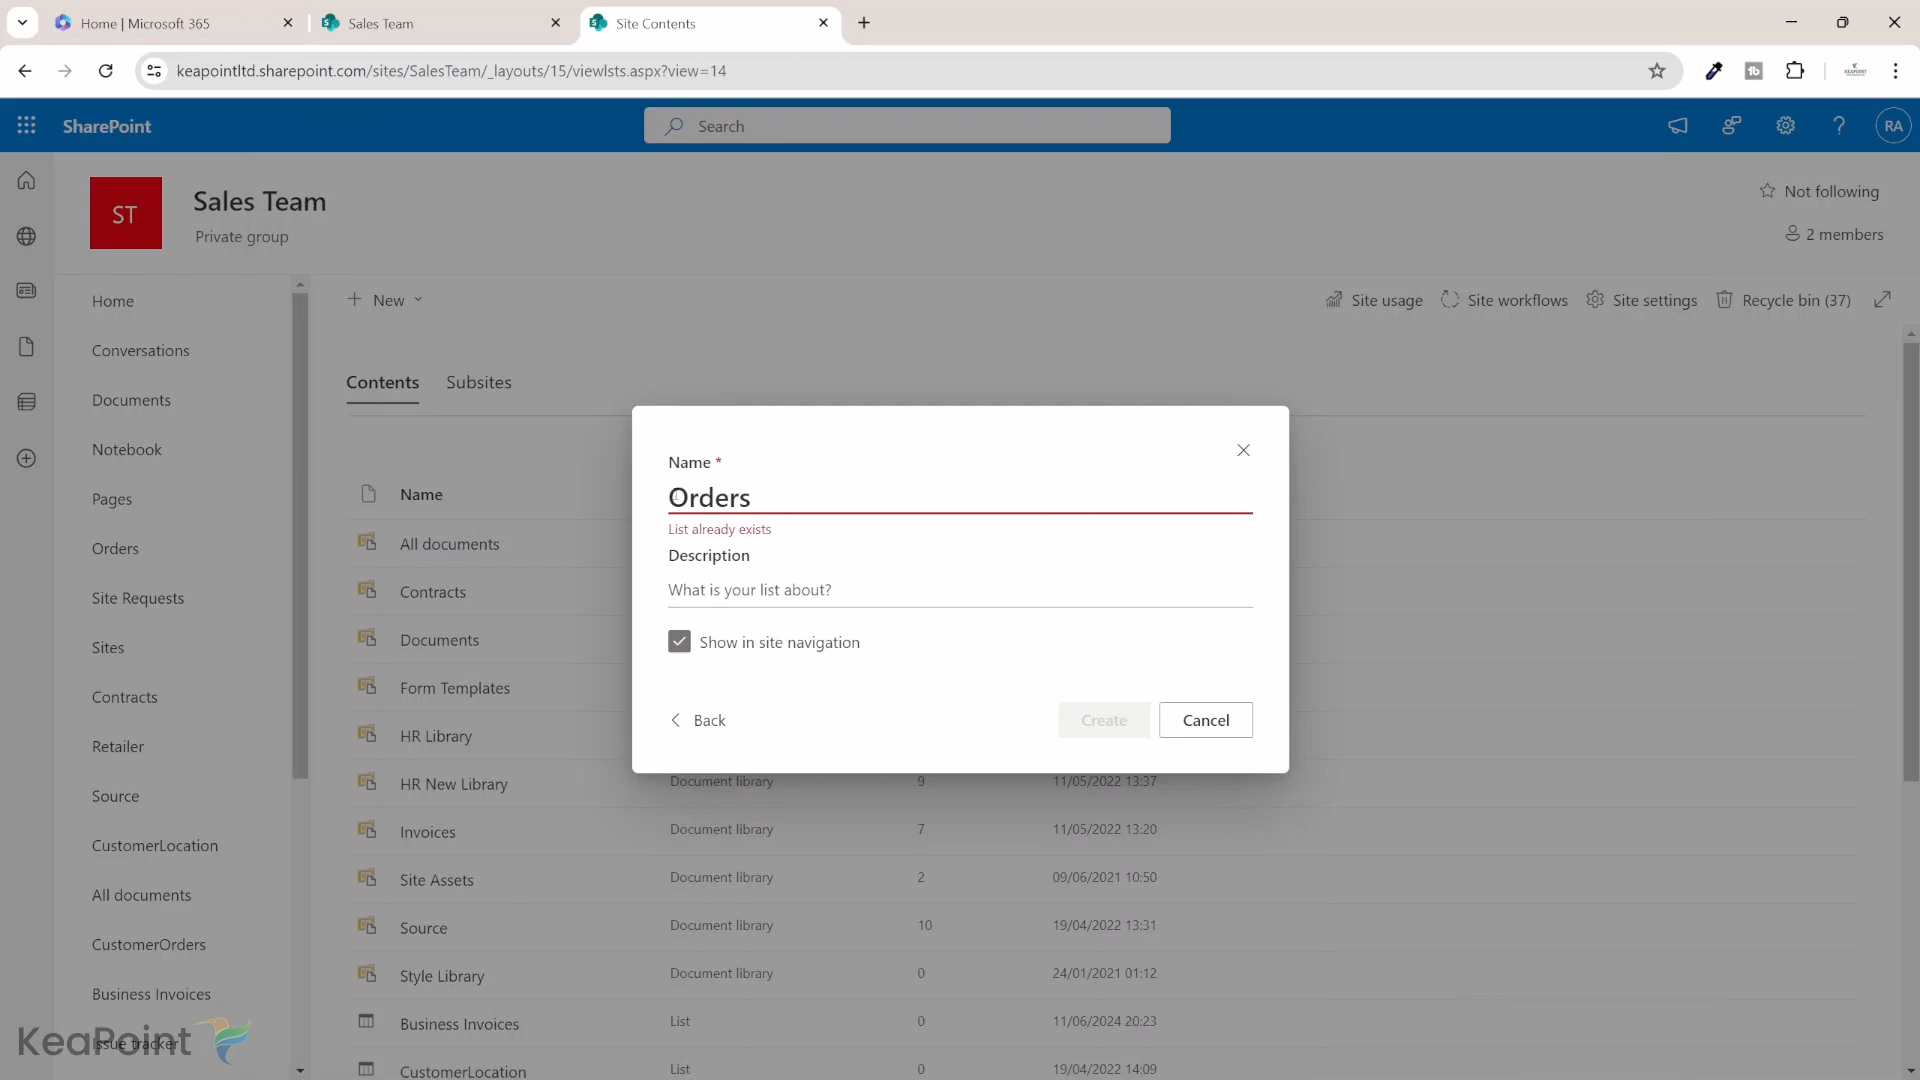 Home | Microsoft 365
Sales Team
Site Contents
keapointltd.sharepoint.com/sites/SalesTeam/_layouts/15/viewlsts.aspx?view=14
SharePoint
Search
RA
ST
Sales Team
Private group
Not following
2 members
Home
Conversations
Documents
Notebook
Pages
Orders
Site Requests
Sites
Contracts
Retailer
Source
CustomerLocation
All documents
CustomerOrders
Business Invoices
Issue tracker
New
Site usage
Site workflows
Site settings
Recycle bin (37)
Contents
Subsites
Name
All documents
Contracts
Documents
Form Templates
HR Library
HR New Library Document library 9 11/05/2022 13:37
Invoices Document library 7 11/05/2022 13:20
Site Assets Document library 2 09/06/2021 10:50
Source Document library 10 19/04/2022 13:31
Style Library Document library 0 24/01/2021 01:12
Business Invoices List 0 11/06/2024 20:23
CustomerLocation List 0 19/04/2022 14:09
Name *
Orders
List already exists
Description
What is your list about?
Show in site navigation
Back
Create
Cancel
KeaPoint